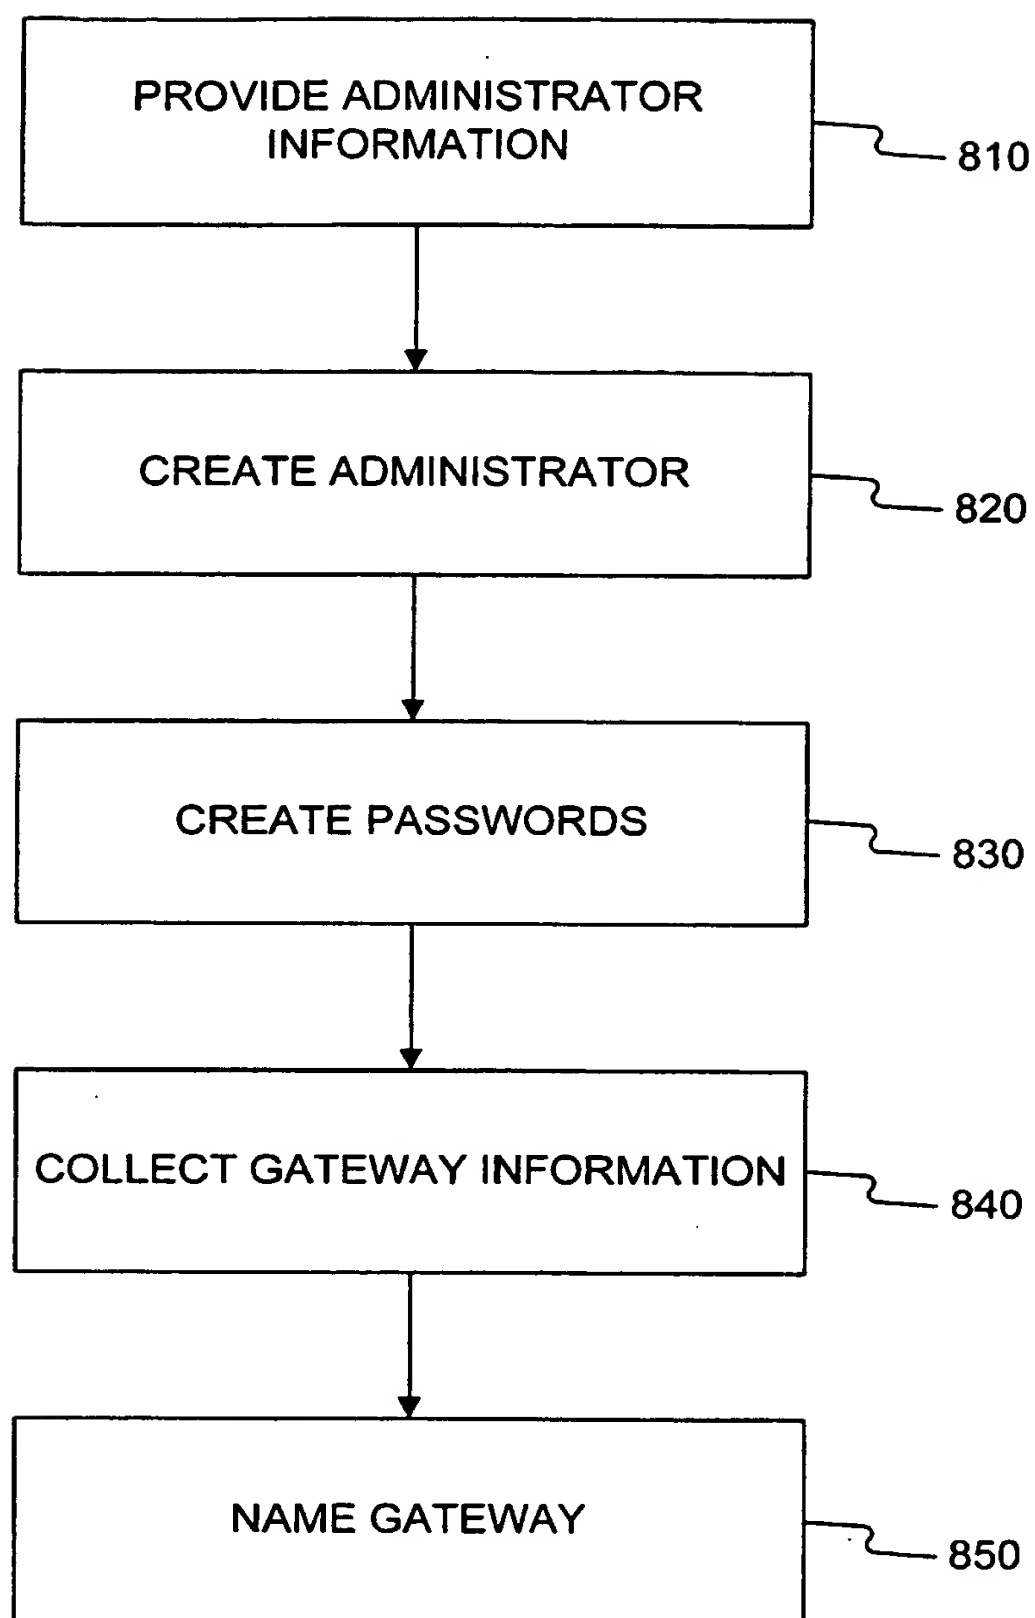 PROVIDE ADMINISTRATOR
INFORMATION
810
CREATE ADMINISTRATOR
820
CREATE PASSWORDS
830
COLLECT GATEWAY INFORMATION
840
NAME GATEWAY
850